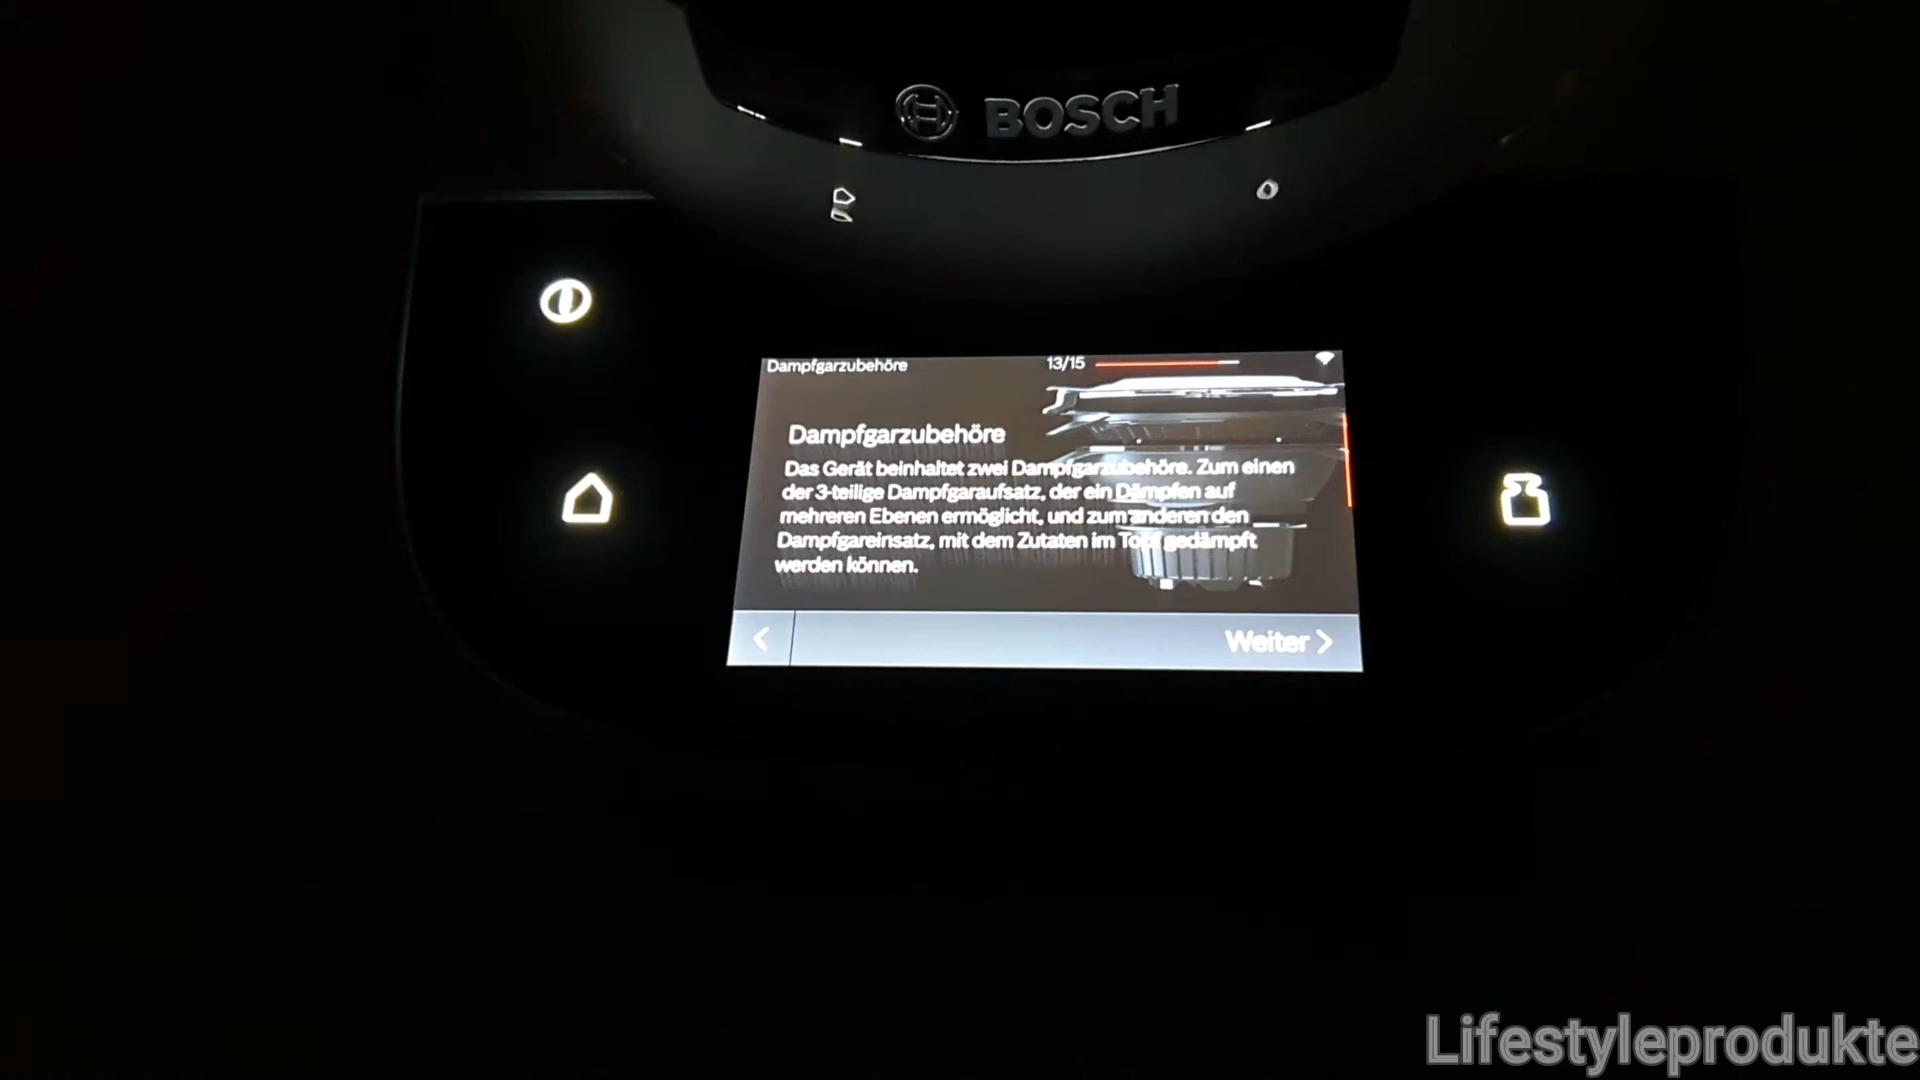 BOSCH
Dampfgarzubehöre 13/15
Dampfgarzubehöre
Das Gerät beinhaltet zwei Dampfgarzubehöre. Zum einen
der 3-teilige Dampfgaraufsatz, der ein Dämpfen auf
mehreren Ebenen ermöglicht, und zum anderen den
Dampfgareinsatz, mit dem Zutaten im Topf gedämpft
werden können.
Weiter
Lifestyleprodukte